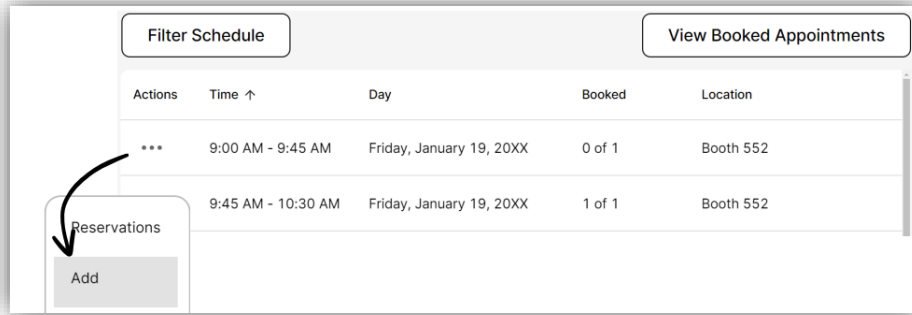 Filter Schedule View Booked Appointments
Actions Time ↑ Day Booked Location
9:00 AM - 9:45 AM Friday, January 19, 20XX 0 of 1 Booth 552
9:45 AM - 10:30 AM Friday, January 19, 20XX 1 of 1 Booth 552
Reservations
Add